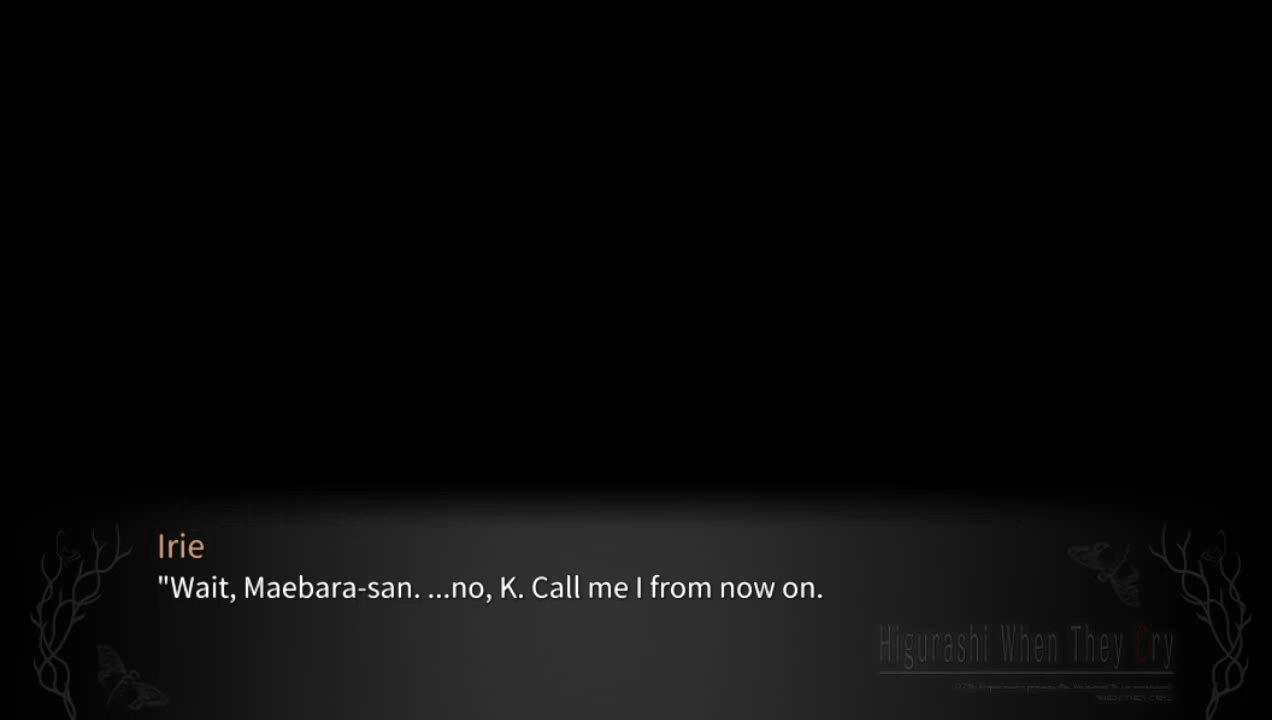 Irie
"Wait, Maebara-san. ...no, K. Call me I from now on.
Higurashi When They Cry